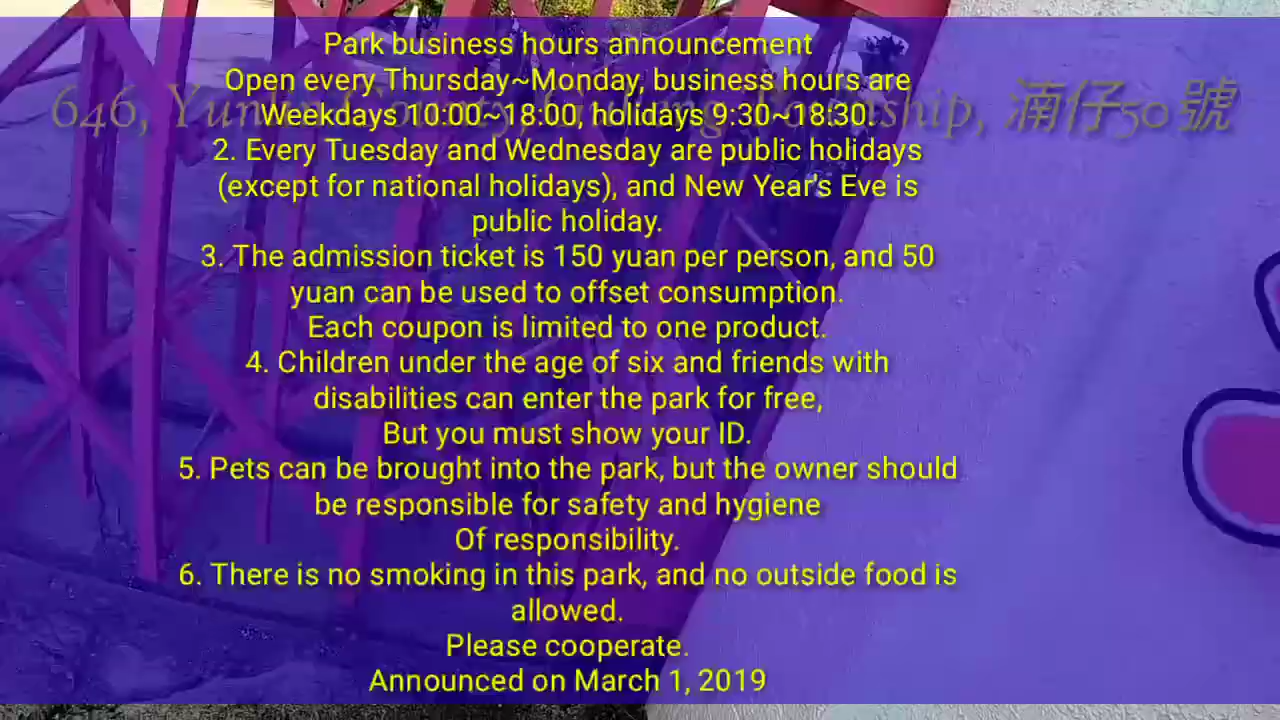 Park business hours announcement
Open every Thursday~Monday, business hours are
Weekdays 10:00~18:00, holidays 9:30~18:30.
646, Yunlin County, ship, 湳仔50號
2. Every Tuesday and Wednesday are public holidays
(except for national holidays), and New Year's Eve is
public holiday.
3. The admission ticket is 150 yuan per person, and 50
yuan can be used to offset consumption.
Each coupon is limited to one product.
4. Children under the age of six and friends with
disabilities can enter the park for free,
But you must show your ID.
5. Pets can be brought into the park, but the owner should
be responsible for safety and hygiene
Of responsibility.
6. There is no smoking in this park, and no outside food is
allowed.
Please cooperate.
Announced on March 1, 2019